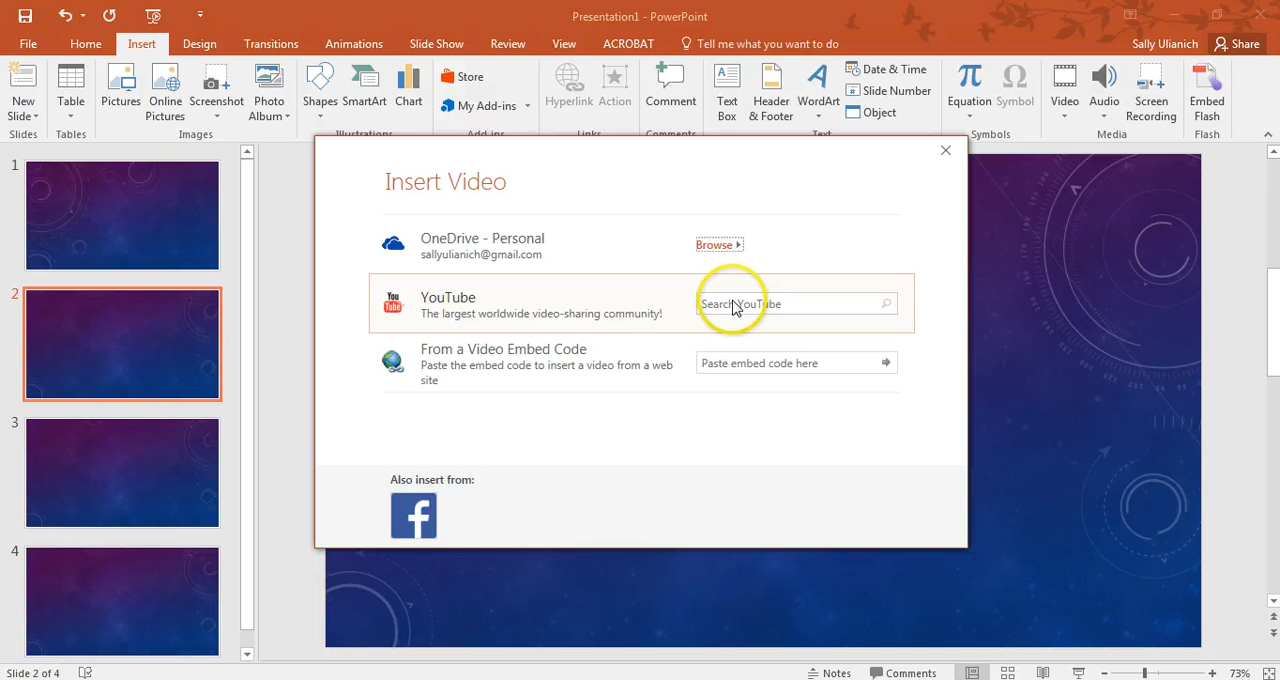 Presentation1 - PowerPoint
File Home Insert Design Transitions Animations Slide Show Review View ACROBAT Tell me what you want to do Sally Ulianich Share
New Slide
Table
Pictures
Online Pictures
Screenshot
Photo Album
Shapes
SmartArt
Chart
Store
My Add-ins
Hyperlink
Action
Comment
Text Box
Header & Footer
WordArt
Date & Time
Slide Number
Object
Equation
Symbol
Video
Audio
Screen Recording
Embed Flash
Slides Tables Images Illustrations Add-ins Links Comments Text Symbols Media Flash
1
2
3
4
Insert Video
OneDrive - Personal
sallyulianich@gmail.com
Browse
YouTube
The largest worldwide video-sharing community!
You Tube
Search YouTube
From a Video Embed Code
Paste the embed code to insert a video from a web
site
Paste embed code here
Also insert from:
f
Slide 2 of 4 Notes Comments 73%